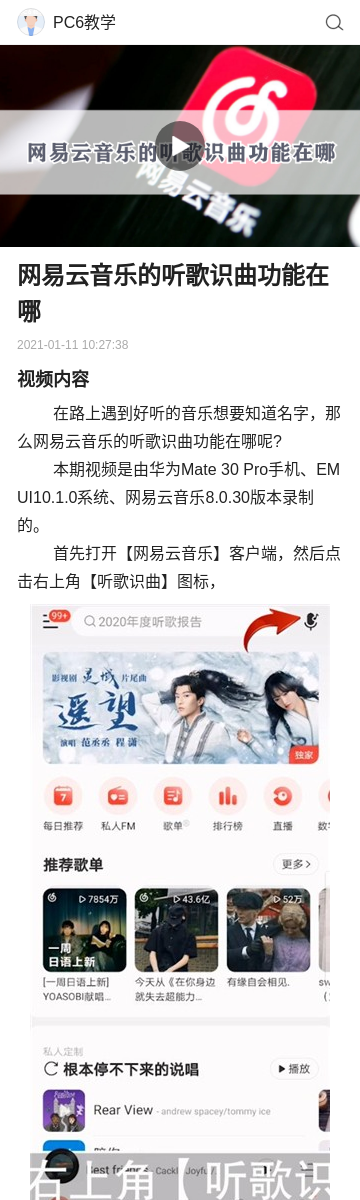 PC6教学
网易云音乐的听歌识曲功能在哪
网易云音乐
网易云音乐的听歌识曲功能在
哪
2021-01-11 10:27:38
视频内容
在路上遇到好听的音乐想要知道名字，那
么网易云音乐的听歌识曲功能在哪呢?
本期视频是由华为Mate 30 Pro手机、EM
UI10.1.0系统、网易云音乐8.0.30版本录制
的。
首先打开【网易云音乐】客户端，然后点
击右上角【听歌识曲】图标，
99+
2020年度听歌报告
影视剧 灵域 片尾曲
遥望
演唱 范丞丞 程潇
独家
7
每日推荐 私人FM 歌单 排行榜 直播
推荐歌单
更多
7854万 43.6亿 52万
一周
日语上新
[一周日语上新] 今天从《在你身边 有缘自会相见.
YOASOBI献唱... 就失去超能力...
私人定制
根本停不下来的说唱
播放
Rear View - andrew spacey/tommy ice
Best friends
右上角【听歌识